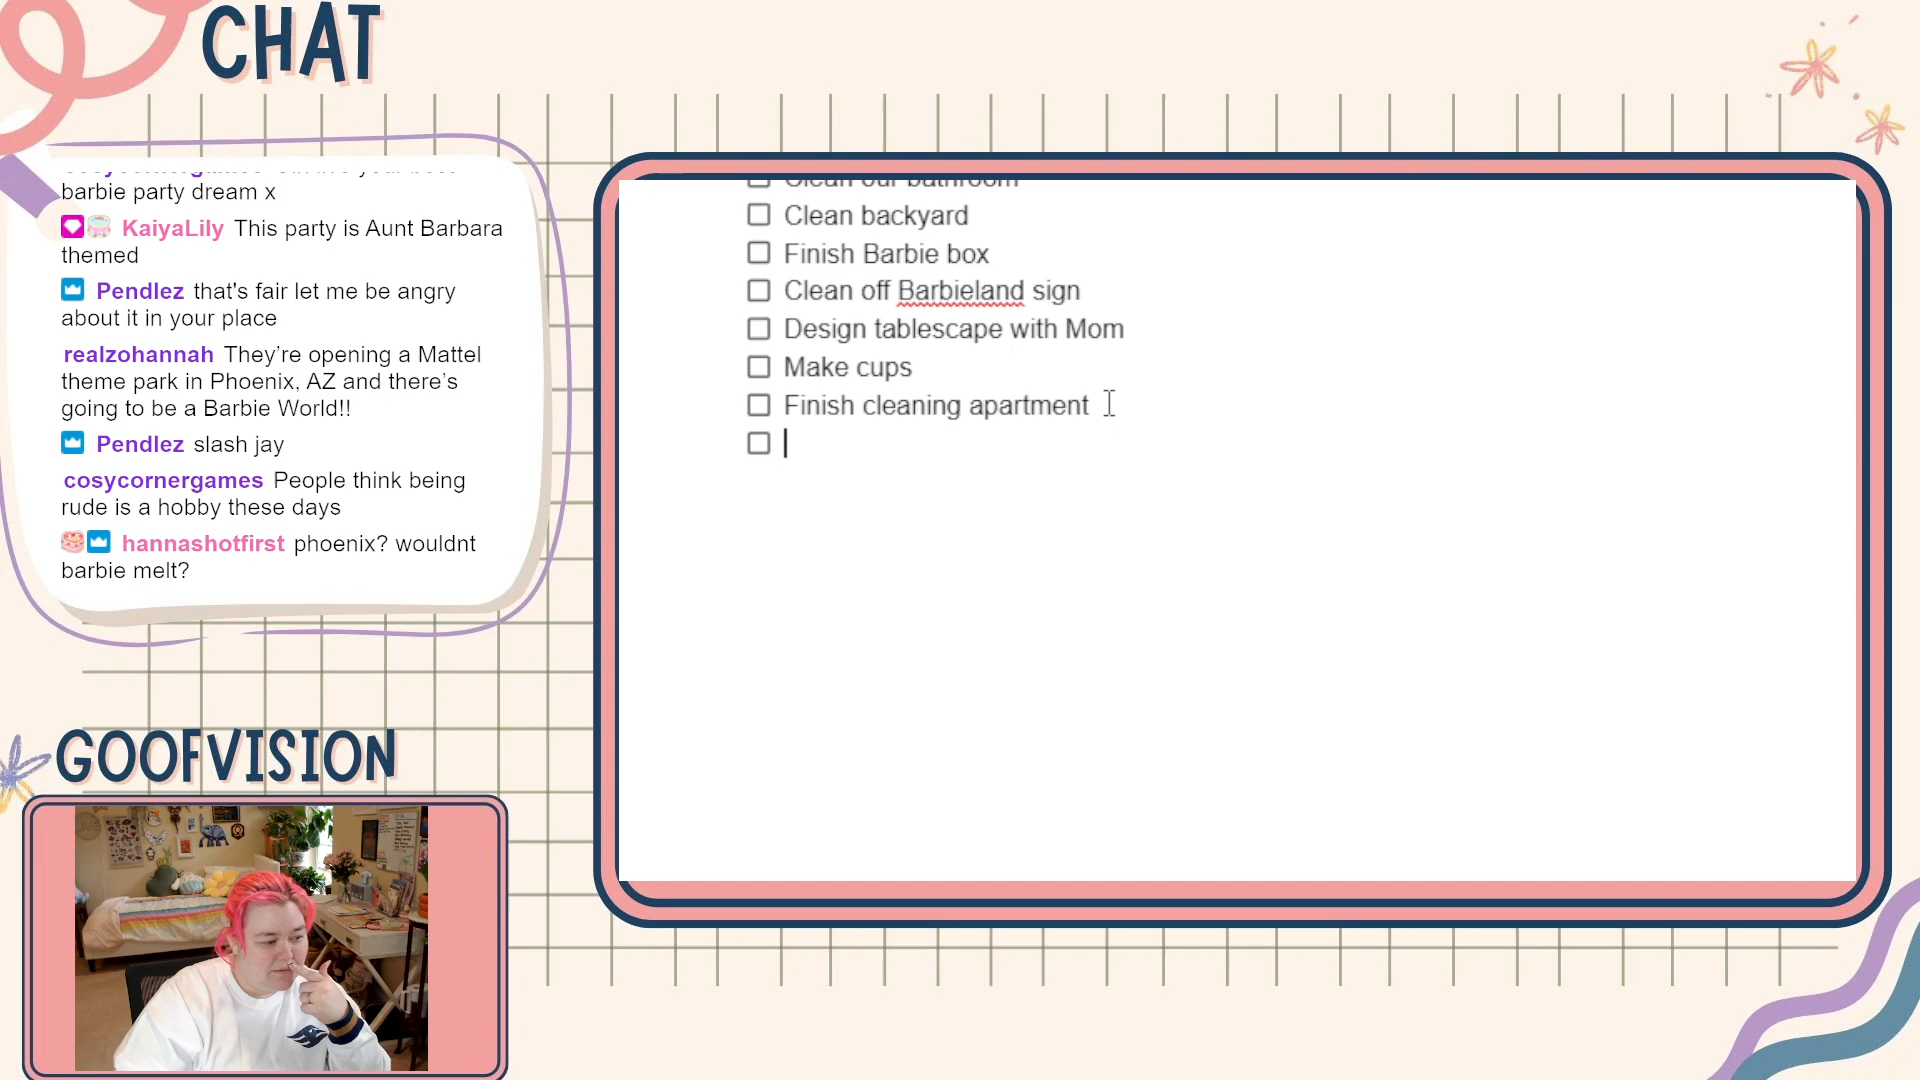 CHAT
barbie party dream x
KaiyaLily This party is Aunt Barbara
themed
Pendlez that's fair let me be angry
about it in your place
realzohannah They’re opening a Mattel
theme park in Phoenix, AZ and there’s
going to be a Barbie World!!
Pendlez slash jay
cosycornergames People think being
rude is a hobby these days
hannashotfirst phoenix? wouldnt
barbie melt?
Clean our bathroom
Clean backyard
Finish Barbie box
Clean off Barbieland sign
Design tablescape with Mom
Make cups
Finish cleaning apartment
GOOFVISION